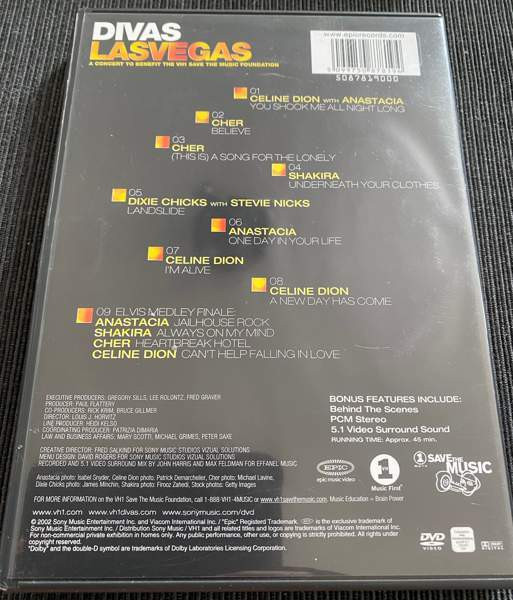 DIVAS
LASVEGAS
A CONCERT TO BENEFIT THE VH1 SAVE THE MUSIC FOUNDATION
www.epicrecords.com
5087819000
01
CELINE DION WITH ANASTACIA
YOU SHOOK ME ALL NIGHT LONG
02
CHER
BELIEVE
03
CHER
(THIS IS) A SONG FOR THE LONELY
04
SHAKIRA
UNDERNEATH YOUR CLOTHES
05
DIXIE CHICKS WITH STEVIE NICKS
LANDSLIDE
06
ANASTACIA
ONE DAY IN YOUR LIFE
07
CELINE DION
I'M ALIVE
08
CELINE DION
A NEW DAY HAS COME
09 ELVIS MEDLEY FINALE:
ANASTACIA JAILHOUSE ROCK
SHAKIRA ALWAYS ON MY MIND
CHER HEARTBREAK HOTEL
CELINE DION CAN'T HELP FALLING IN LOVE
EXECUTIVE PRODUCERS: GREGORY SILLS, LEE ROLONTZ, FRED GRAVER
PRODUCER: PAUL FLATTERY
CO-PRODUCERS: RICK KRIM, BRUCE GILLMER
DIRECTOR: LOUIS J. HORVITZ
LINE PRODUCER: HEIDI KELSO
COORDINATING PRODUCER: PATRIZIA DIMARIA
LAW AND BUSINESS AFFAIRS: MARY SCOTTI, MICHAEL GRIMES, PETER SAXE
CREATIVE DIRECTOR: FRED SALKIND FOR SONY MUSIC STUDIOS VIZUAL SOLUTIONS
MENU DESIGN: DAVID ROGERS FOR SONY MUSIC STUDIOS VIZUAL SOLUTIONS
RECORDED AND 5.1 VIDEO SURROUND MIX BY JOHN HARRIS AND MAX FELDMAN FOR EFFANEL MUSIC
BONUS FEATURES INCLUDE:
Behind The Scenes
PCM Stereo
5.1 Video Surround Sound
RUNNING TIME: Approx. 45 min.
EPIC
epic music video
Music First
SAVE THE
MUSIC
Anastacia photo: Isabel Snyder, Celine Dion photo: Patrick Demarchelier, Cher photo: Michael Lavine,
Dixie Chicks photo: James Minchin, Shakira photo: Firooz Zahedi, Stock photos: Getty Images
FOR MORE INFORMATION on the VH1 Save The Music Foundation, call 1-888-VH1-4MUSIC or www.vh1savethemusic.com, Music Education = Brain Power
www.vh1.com www.vh1divas.com www.sonymusic.com/dvd
© 2002 Sony Music Entertainment Inc. and Viacom International Inc. / "Epic" Registered Trademark. is the exclusive trademark of
Sony Music Entertainment Inc. / Distribution Sony Music / VH1 and all related titles and logos are trademarks of Viacom International Inc.
For non-commercial private exhibition in homes only. Any public performance, other use, or copying is strictly prohibited. All rights under
copyright reserved.
"Dolby" and the double-D symbol are trademarks of Dolby Laboratories Licensing Corporation.
DVD
VIDEO